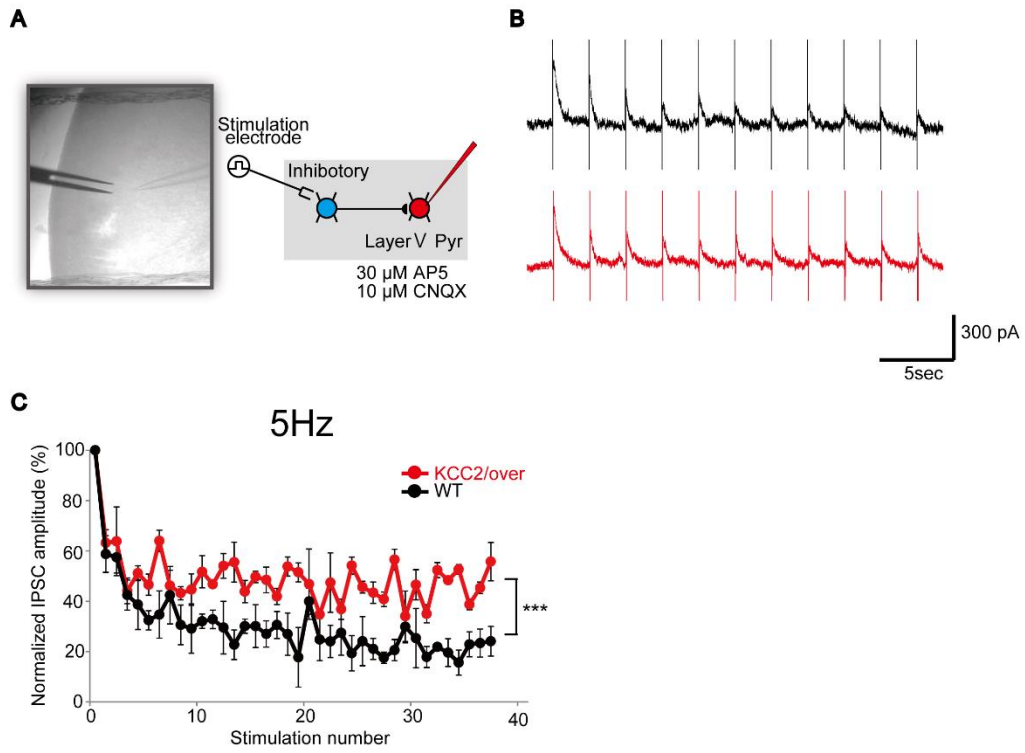 A
B
Stimulation
electrode
Inhibotory
Layer V Pyr
30 µM AP5
10 µM CNQX
300 pA
5sec
C
5Hz
Normalized IPSC amplitude (%)
100
80
60
40
20
0
KCC2/over
WT
***
0
10
20
30
40
Stimulation number